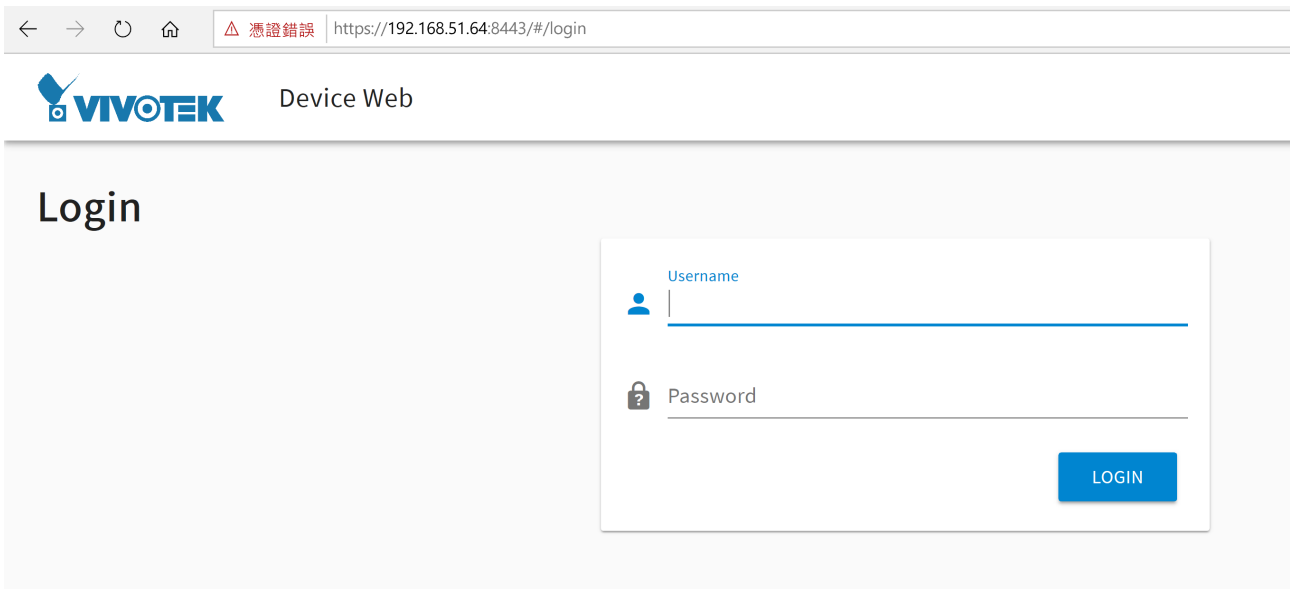 憑證錯誤 https://192.168.51.64:8443/#/login
VIVOTEK Device Web
Login
Username
?
Password
LOGIN